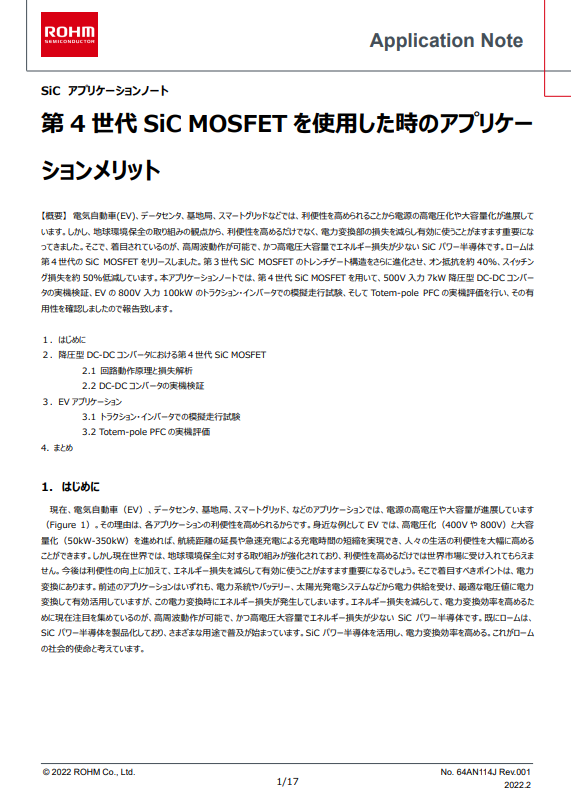 ROHM
SEMICONDUCTOR
Application Note
SiC アプリケーションノート
第 4 世代 SiC MOSFET を使用した時のアプリケー
ションメリット
【概要】 電気自動車(EV)、データセンタ、基地局、スマートグリッドなどでは、利便性を高められることから電源の高電圧化や大容量化が進展して
います。しかし、地球環境保全の取り組みの観点から、利便性を高めるだけでなく、電力変換部の損失を減らし有効に使うことがますます重要にな
ってきました。そこで、着目されているのが、高周波動作が可能で、かつ高電圧大容量でエネルギー損失が少ない SiC パワー半導体です。ロームは
第４世代の SiC MOSFET をリリースしました。第３世代 SiC MOSFET のトレンチゲート構造をさらに進化させ、オン抵抗を約 40%、スイッチン
グ損失を約 50%低減しています。本アプリケーションノートでは、第４世代 SiC MOSFET を用いて、500V 入力 7kW 降圧型 DC-DC コンバー
タの実機検証、EV の 800V 入力 100kW のトラクション・インバータでの模擬走行試験、そして Totem-pole PFC の実機評価を行い、その有
用性を確認しましたので報告致します。
１．はじめに
２．降圧型 DC-DC コンバータにおける第４世代 SiC MOSFET
2.1 回路動作原理と損失解析
2.2 DC-DC コンバータの実機検証
３．EV アプリケーション
3.1 トラクション・インバータでの模擬走行試験
3.2 Totem-pole PFC の実機評価
4. まとめ
1. はじめに
現在、電気自動車（EV）、データセンタ、基地局、スマートグリッド、などのアプリケーションでは、電源の高電圧や大容量が進展しています
（Figure 1）。その理由は、各アプリケーションの利便性を高められるからです。身近な例として EV では、高電圧化（400V や 800V）と大容
量化（50kW-350kW）を進めれば、航続距離の延長や急速充電による充電時間の短縮を実現でき、人々の生活の利便性を大幅に高める
ことができます。しかし現在世界では、地球環境保全に対する取り組みが強化されており、利便性を高めるだけでは世界市場に受け入れてもらえま
せん。今後は利便性の向上に加えて、エネルギー損失を減らして有効に使うことがますます重要になるでしょう。そこで着目すべきポイントは、電力
変換にあります。前述のアプリケーションはいずれも、電力系統やバッテリー、太陽光発電システムなどから電力供給を受け、最適な電圧値に電力
変換して有効活用していますが、この電力変換時にエネルギー損失が発生してしまいます。エネルギー損失を減らして、電力変換効率を高めるた
めに現在注目を集めているのが、高周波動作が可能で、かつ高電圧大容量でエネルギー損失が少ない SiC パワー半導体です。既にロームは、
SiC パワー半導体を製品化しており、さまざまな用途で普及が始まっています。SiC パワー半導体を活用し、電力変換効率を高める。これがローム
の社会的使命と考えています。
© 2022 ROHM Co., Ltd.
No. 64AN114J Rev.001
1/17
2022.2